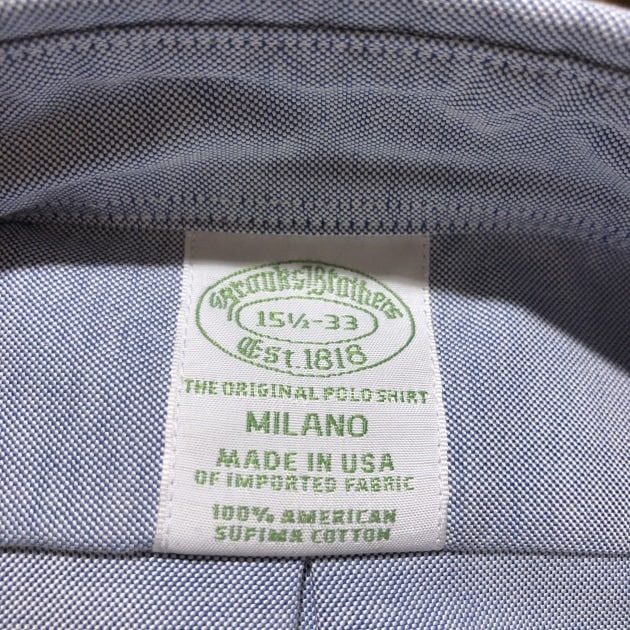 Brooks Brothers
15½-33
Est. 1818
THE ORIGINAL POLO SHIRT
MILANO
MADE IN USA
OF IMPORTED FABRIC
100% AMERICAN
SUPIMA COTTON